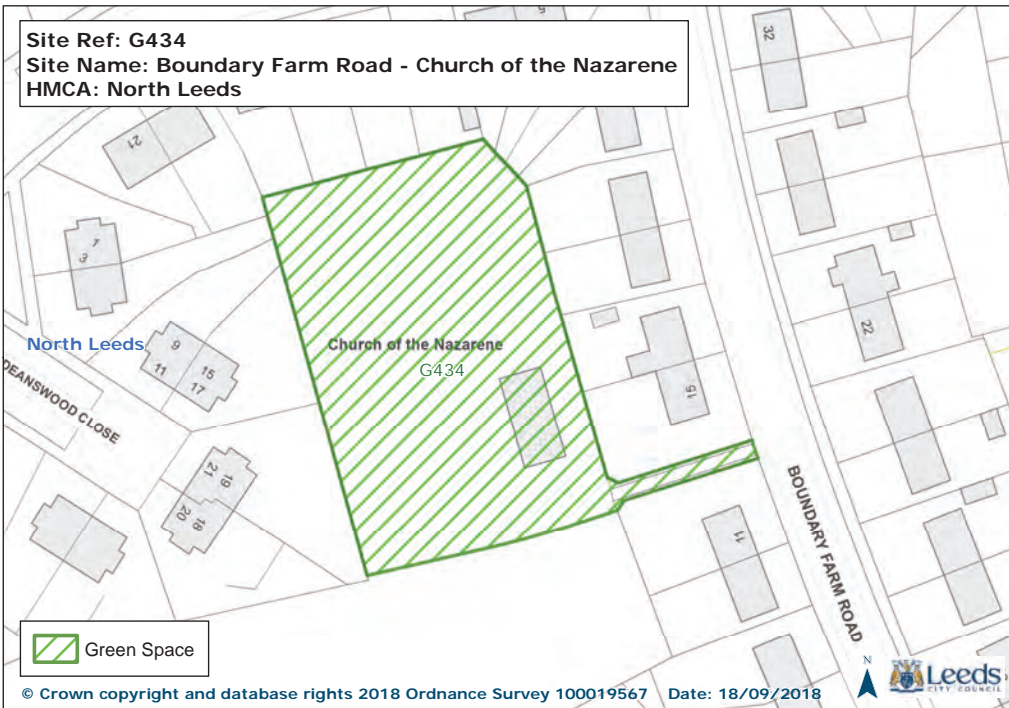 Site Ref: G434
Site Name: Boundary Farm Road - Church of the Nazarene
HMCA: North Leeds
5
32
21
7
3
North Leeds
9
15
11
17
Church of the Nazarene
G434
22
15
DEANSWOOD CLOSE
21
19
20
18
BOUNDARY FARM ROAD
11
Green Space
© Crown copyright and database rights 2018 Ordnance Survey 100019567 Date: 18/09/2018
N
Leeds
CITY COUNCIL